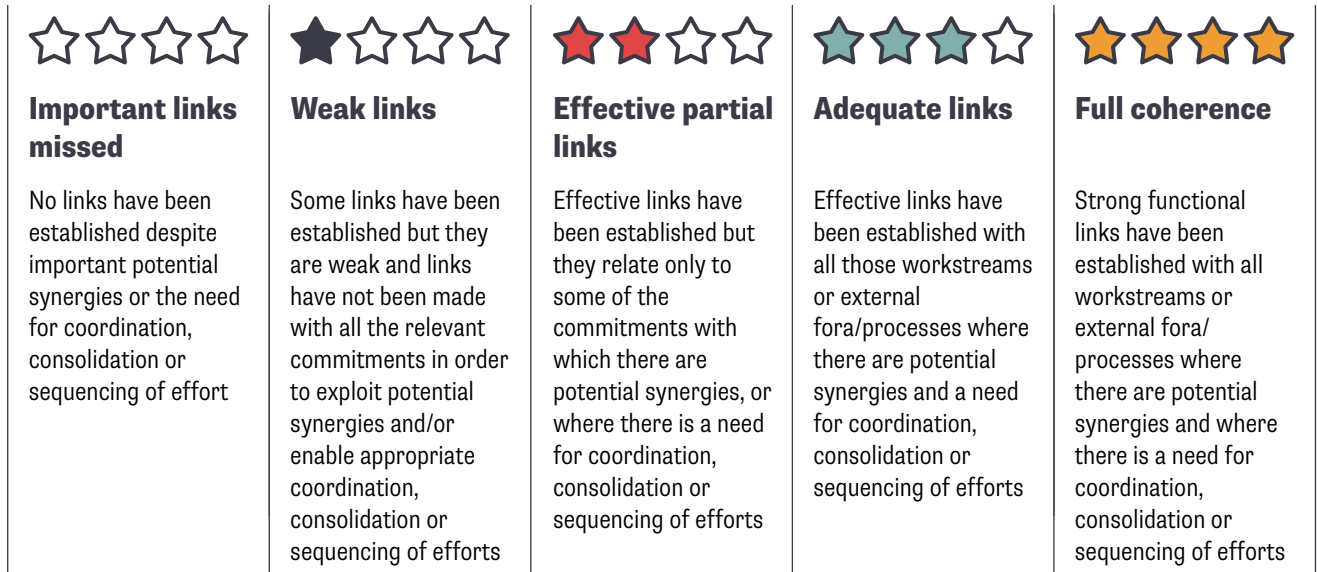 Important links
missed
No links have been
established despite
important potential
synergies or the need
for coordination,
consolidation or
sequencing of effort
Weak links
Some links have been
established but they
are weak and links
have not been made
with all the relevant
commitments in order
to exploit potential
synergies and/or
enable appropriate
coordination,
consolidation or
sequencing of efforts
Effective partial
links
Effective links have
been established but
they relate only to
some of the
commitments with
which there are
potential synergies, or
where there is a need
for coordination,
consolidation or
sequencing of efforts
Adequate links
Effective links have
been established with
all those workstreams
or external
fora/processes where
there are potential
synergies and a need
for coordination,
consolidation or
sequencing of efforts
Full coherence
Strong functional
links have been
established with all
workstreams or
external fora/
processes where
there are potential
synergies and where
there is a need for
coordination,
consolidation or
sequencing of efforts